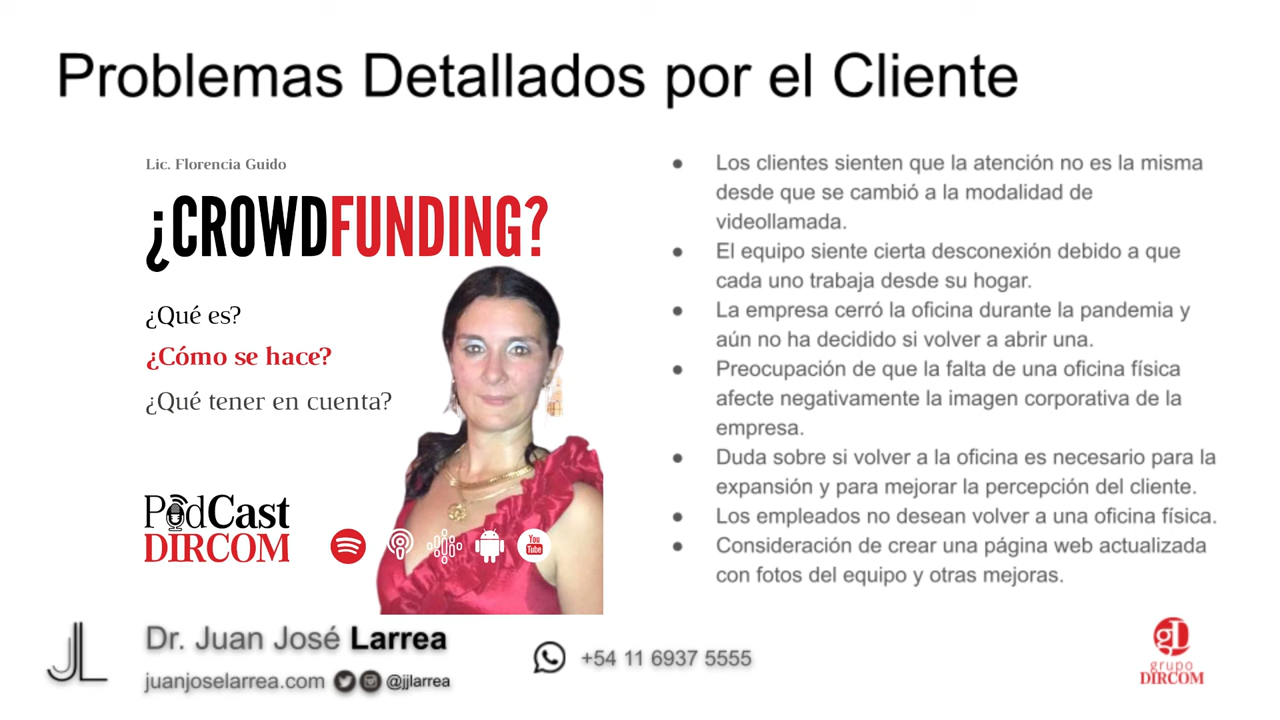 Problemas Detallados por el Cliente
Lic. Florencia Guido
¿CROWDFUNDING?
¿Qué es?
¿Cómo se hace?
¿Qué tener en cuenta?
PodCast
DIRCOM
You
Tube
● Los clientes sienten que la atención no es la misma
desde que se cambió a la modalidad de
videollamada.
● El equipo siente cierta desconexión debido a que
cada uno trabaja desde su hogar.
● La empresa cerró la oficina durante la pandemia y
aún no ha decidido si volver a abrir una.
● Preocupación de que la falta de una oficina física
afecte negativamente la imagen corporativa de la
empresa.
● Duda sobre si volver a la oficina es necesario para la
expansión y para mejorar la percepción del cliente.
● Los empleados no desean volver a una oficina física.
● Consideración de crear una página web actualizada
con fotos del equipo y otras mejoras.
JL
Dr. Juan José Larrea
juanjoselarrea.com @jjlarrea
+54 11 6937 5555
gD
grupo
DIRCOM